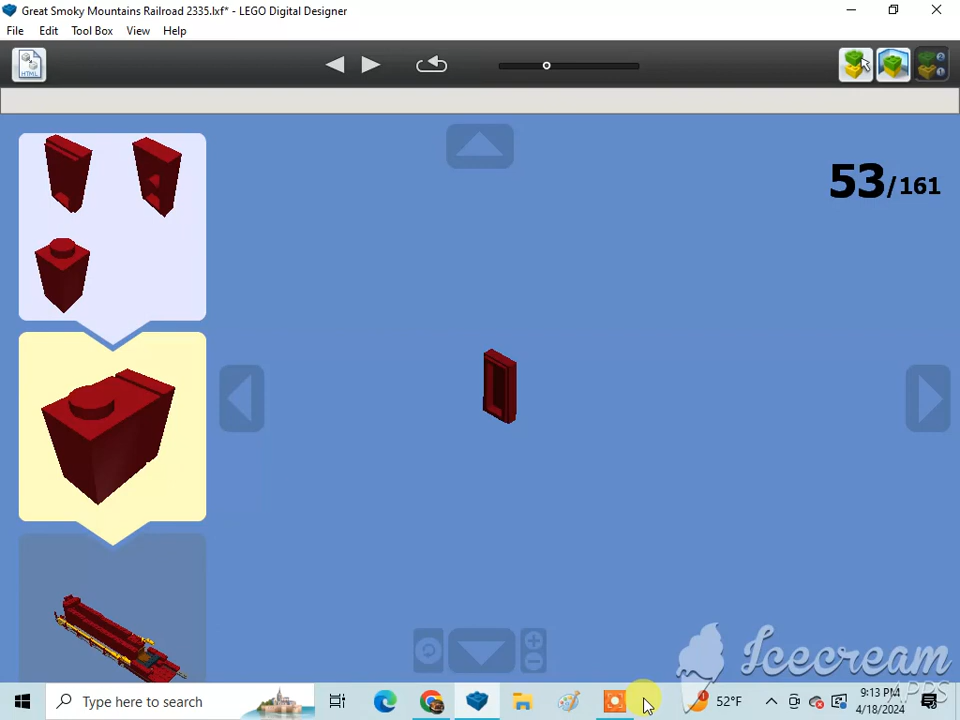 Great Smoky Mountains Railroad 2335.lxf* - LEGO Digital Designer
File Edit Tool Box View Help
HTML
53/161
Icecream
APPS
Type here to search
52°F
9:13 PM
4/18/2024